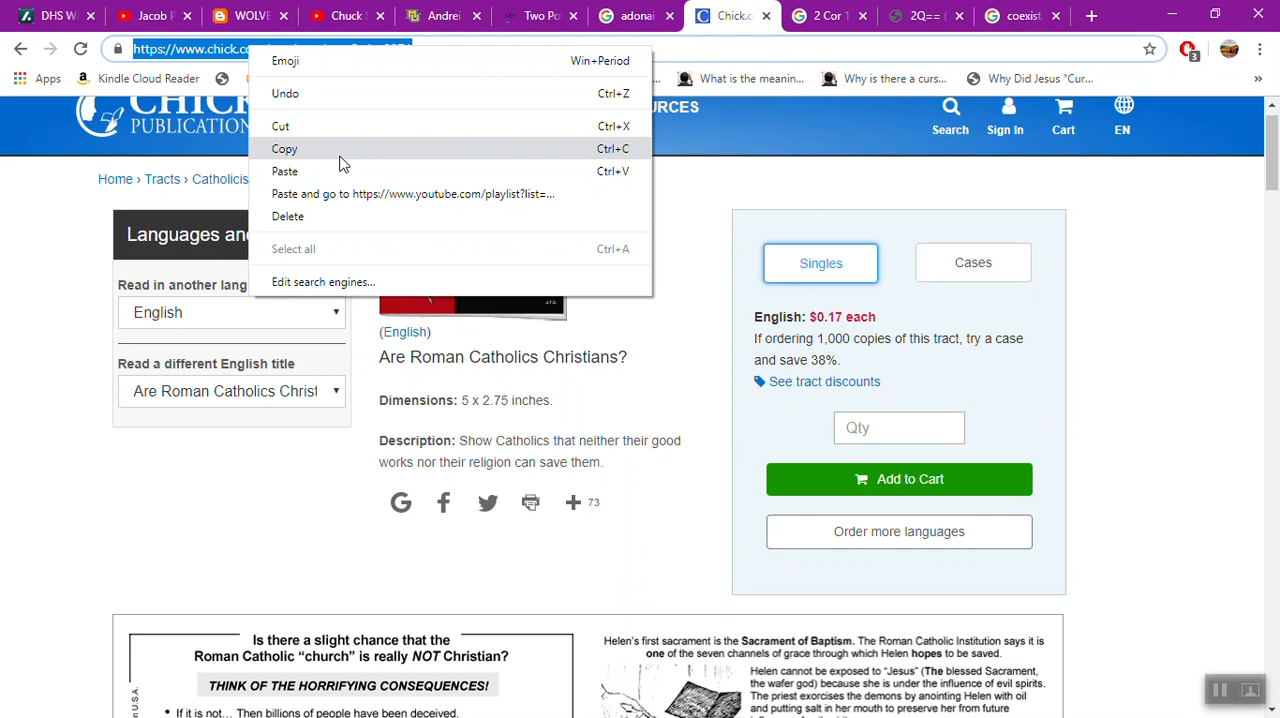 DHS Wi
Jacob P
WOLVE
Chuck S
Andrei
Two Po
adonai
Chick.c
2 Cor 1
2Q== (
coexist
https://www.chick.c
Apps
Kindle Cloud Reader
What is the meanin...
Why is there a curs...
Why Did Jesus "Cur...
3
Emoji Win+Period
Undo Ctrl+Z
Cut Ctrl+X
Copy Ctrl+C
Paste Ctrl+V
Paste and go to https://www.youtube.com/playlist?list=...
Delete
Select all Ctrl+A
Edit search engines...
CHICK
PUBLICATION
URCES
Search
Sign In
Cart
EN
Home › Tracts › Catholicis
Languages an
Read in another lang
English
Read a different English title
Are Roman Catholics Christ
(English)
Are Roman Catholics Christians?
Dimensions: 5 x 2.75 inches.
Description: Show Catholics that neither their good
works nor their religion can save them.
73
Singles
Cases
English: $0.17 each
If ordering 1,000 copies of this tract, try a case
and save 38%.
See tract discounts
Qty
Add to Cart
Order more languages
Is there a slight chance that the
Roman Catholic “church” is really NOT Christian?
THINK OF THE HORRIFYING CONSEQUENCES!
• If it is not... Then billions of people have been deceived.
n U.S.A.
Helen’s first sacrament is the Sacrament of Baptism. The Roman Catholic Institution says it is
one of the seven channels of grace through which Helen hopes to be saved.
Helen cannot be exposed to “Jesus” (The blessed Sacrament,
the wafer god) because she is under the influence of evil spirits.
The priest exorcises the demons by anointing Helen with oil
and putting salt in her mouth to preserve her from future